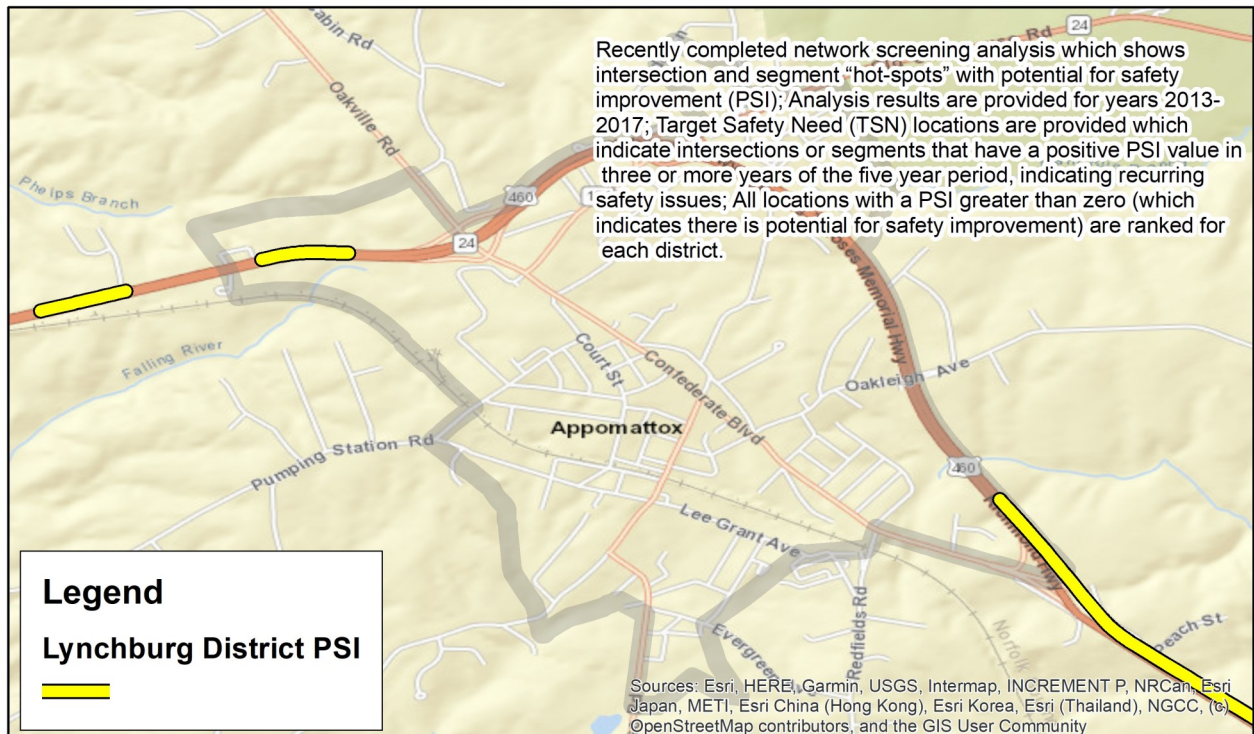 Cabin Rd
Oakville Rd
24
Recently completed network screening analysis which shows
intersection and segment “hot-spots” with potential for safety
improvement (PSI); Analysis results are provided for years 2013-
2017; Target Safety Need (TSN) locations are provided which
indicate intersections or segments that have a positive PSI value in
three or more years of the five year period, indicating recurring
safety issues; All locations with a PSI greater than zero (which
indicates there is potential for safety improvement) are ranked for
each district.
Phelps Branch
460
24
Memorial Hwy
Falling River
Court St
Confederate Blvd
Oakleigh Ave
Appomattox
Pumping Station Rd
460
Richmond Hwy
Lee Grant Ave
Redfields Rd
Evergreen
Peach St
Norfolk
Legend
Lynchburg District PSI
Sources: Esri, HERE, Garmin, USGS, Intermap, INCREMENT P, NRCan, Esri
Japan, METI, Esri China (Hong Kong), Esri Korea, Esri (Thailand), NGCC, (c)
OpenStreetMap contributors, and the GIS User Community